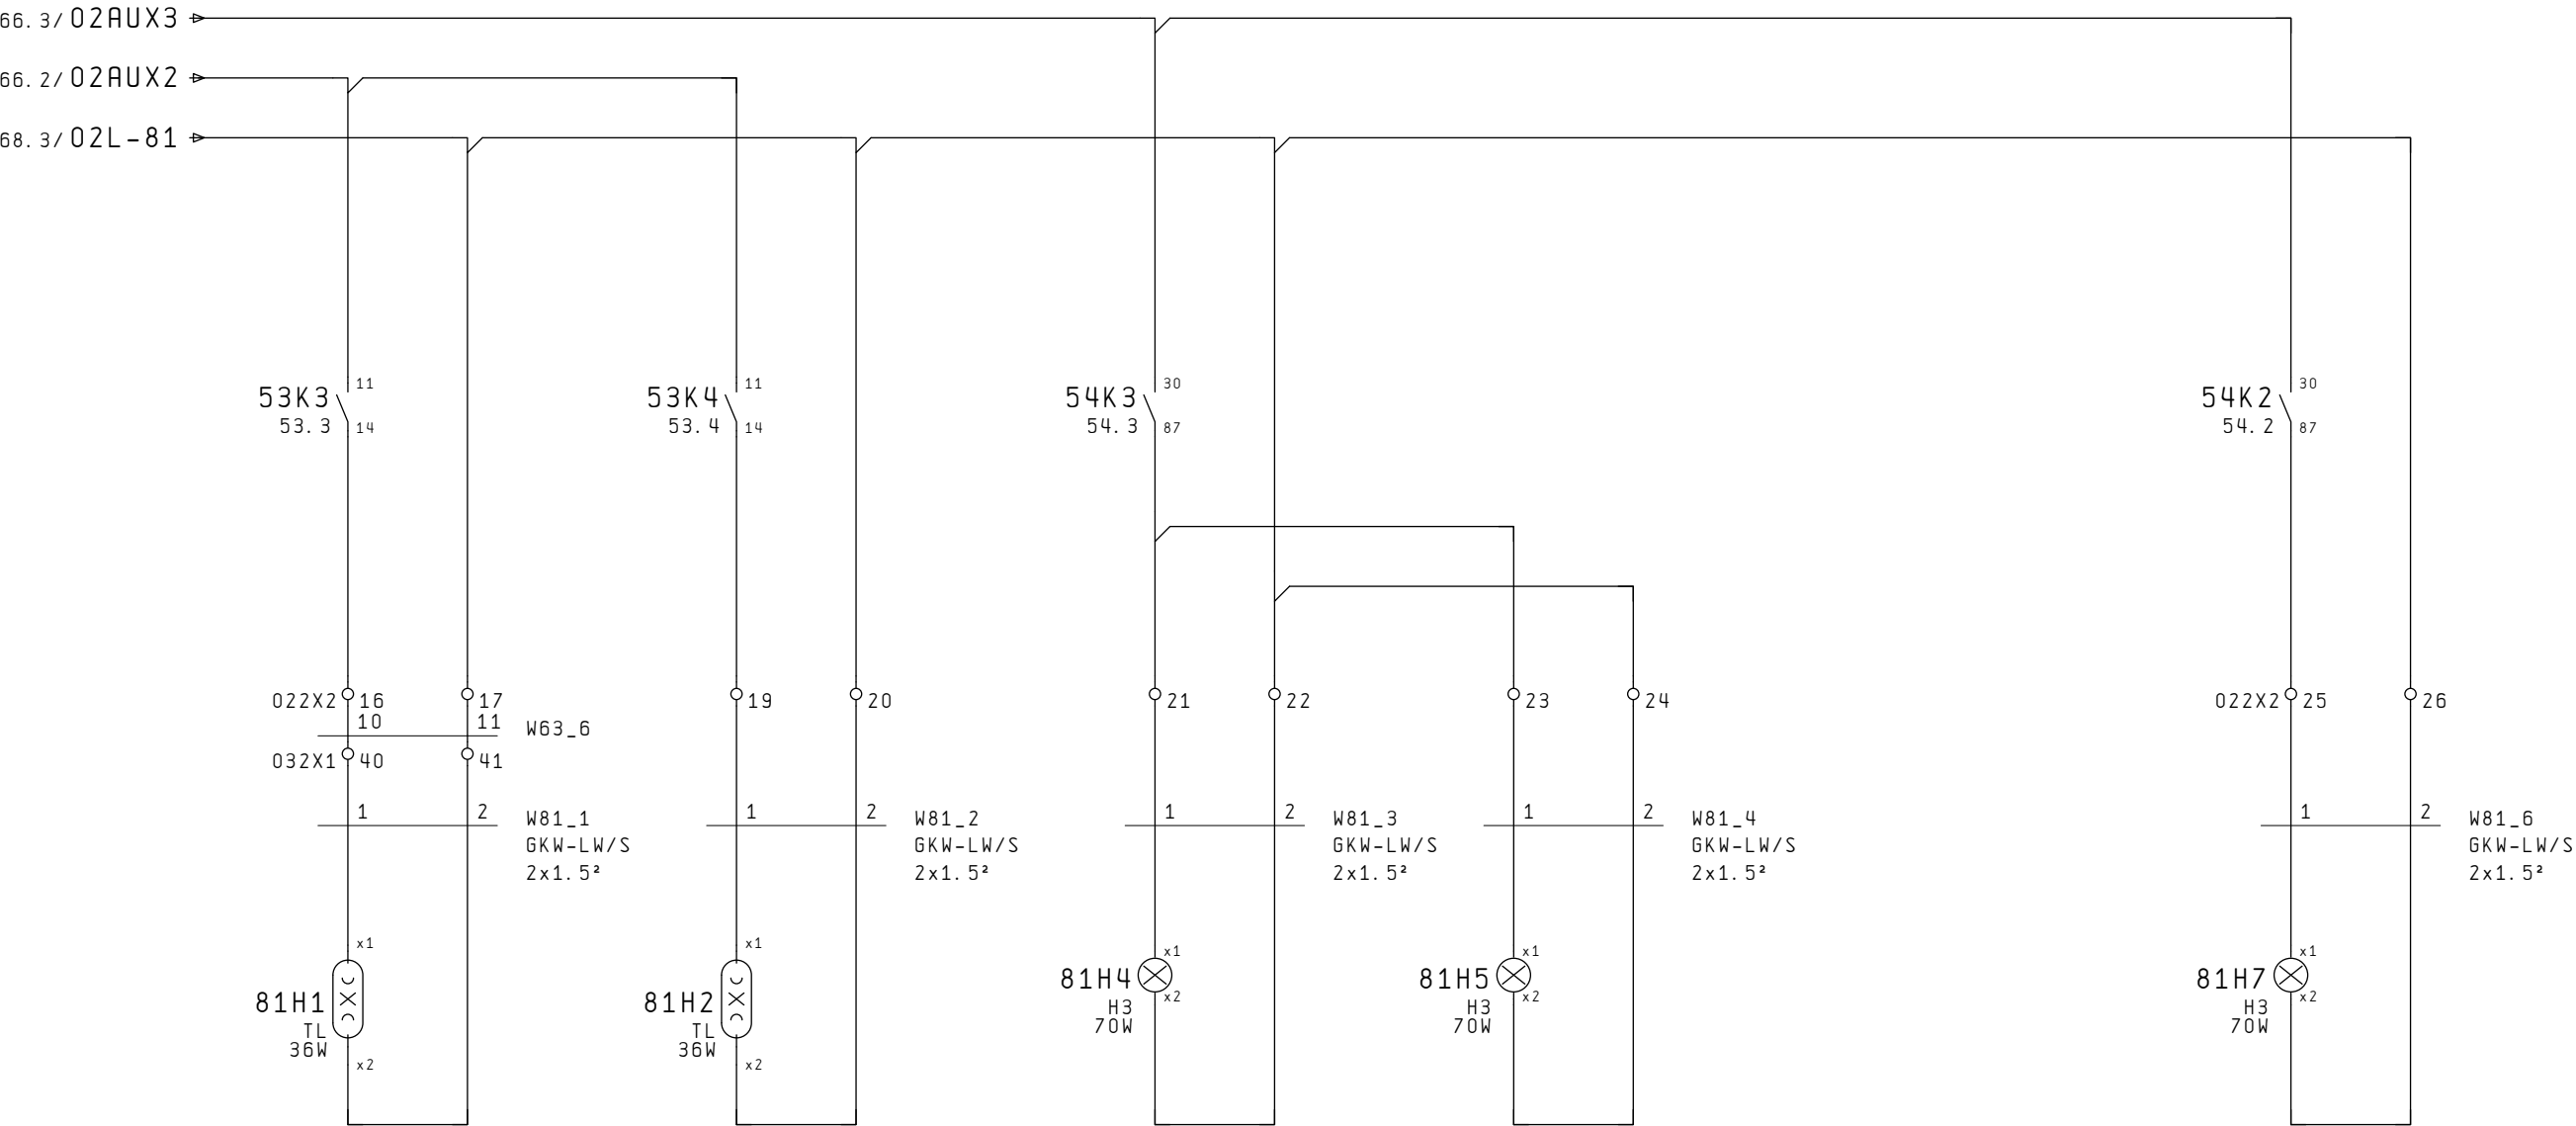 66.3/02AUX3
66.2/02AUX2
68.3/02L-81
53K3 11
53.3 14
53K4 11
53.4 14
54K3 30
54.3 87
54K2 30
54.2 87
022X2 16 17
10 11 W63_6
032X1 40 41
19 20
21 22
23 24
022X2 25 26
1 2 W81_1
GKW-LW/S
2x1.5²
1 2 W81_2
GKW-LW/S
2x1.5²
1 2 W81_3
GKW-LW/S
2x1.5²
1 2 W81_4
GKW-LW/S
2x1.5²
1 2 W81_6
GKW-LW/S
2x1.5²
x1
81H1
TL
36W
x2
x1
81H2
TL
36W
x2
x1
81H4
x2
H3
70W
x1
81H5
x2
H3
70W
x1
81H7
x2
H3
70W